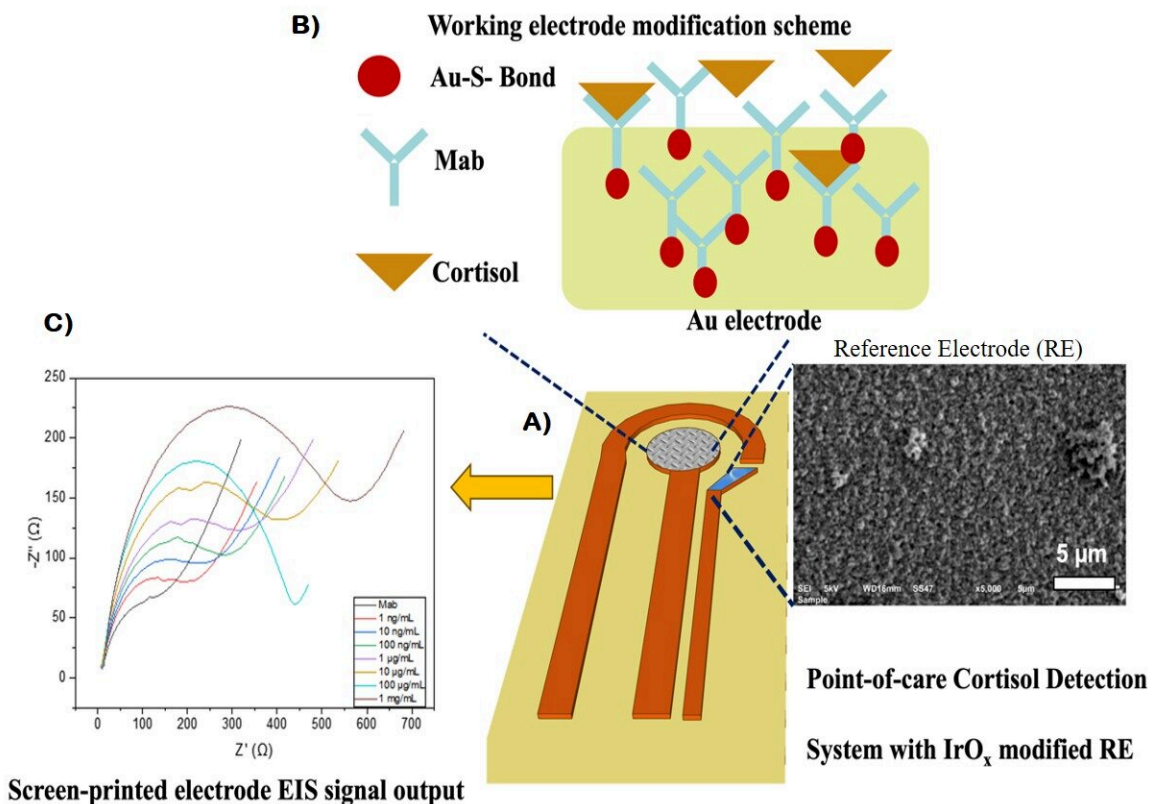 B)
Working electrode modification scheme
Au-S- Bond
Mab
Cortisol
Au electrode
C)
250
200
150
100
50
0
-Z'' (Ω)
0 100 200 300 400 500 600 700
Z' (Ω)
Mab
1 ng/mL
10 ng/mL
100 ng/mL
1 µg/mL
10 µg/mL
100 µg/mL
1 mg/mL
Screen-printed electrode EIS signal output
A)
Reference Electrode (RE)
5 µm
SEI 5kV WD16mm SS47 x5,000 5µm
Sample
Point-of-care Cortisol Detection
System with IrOx modified RE